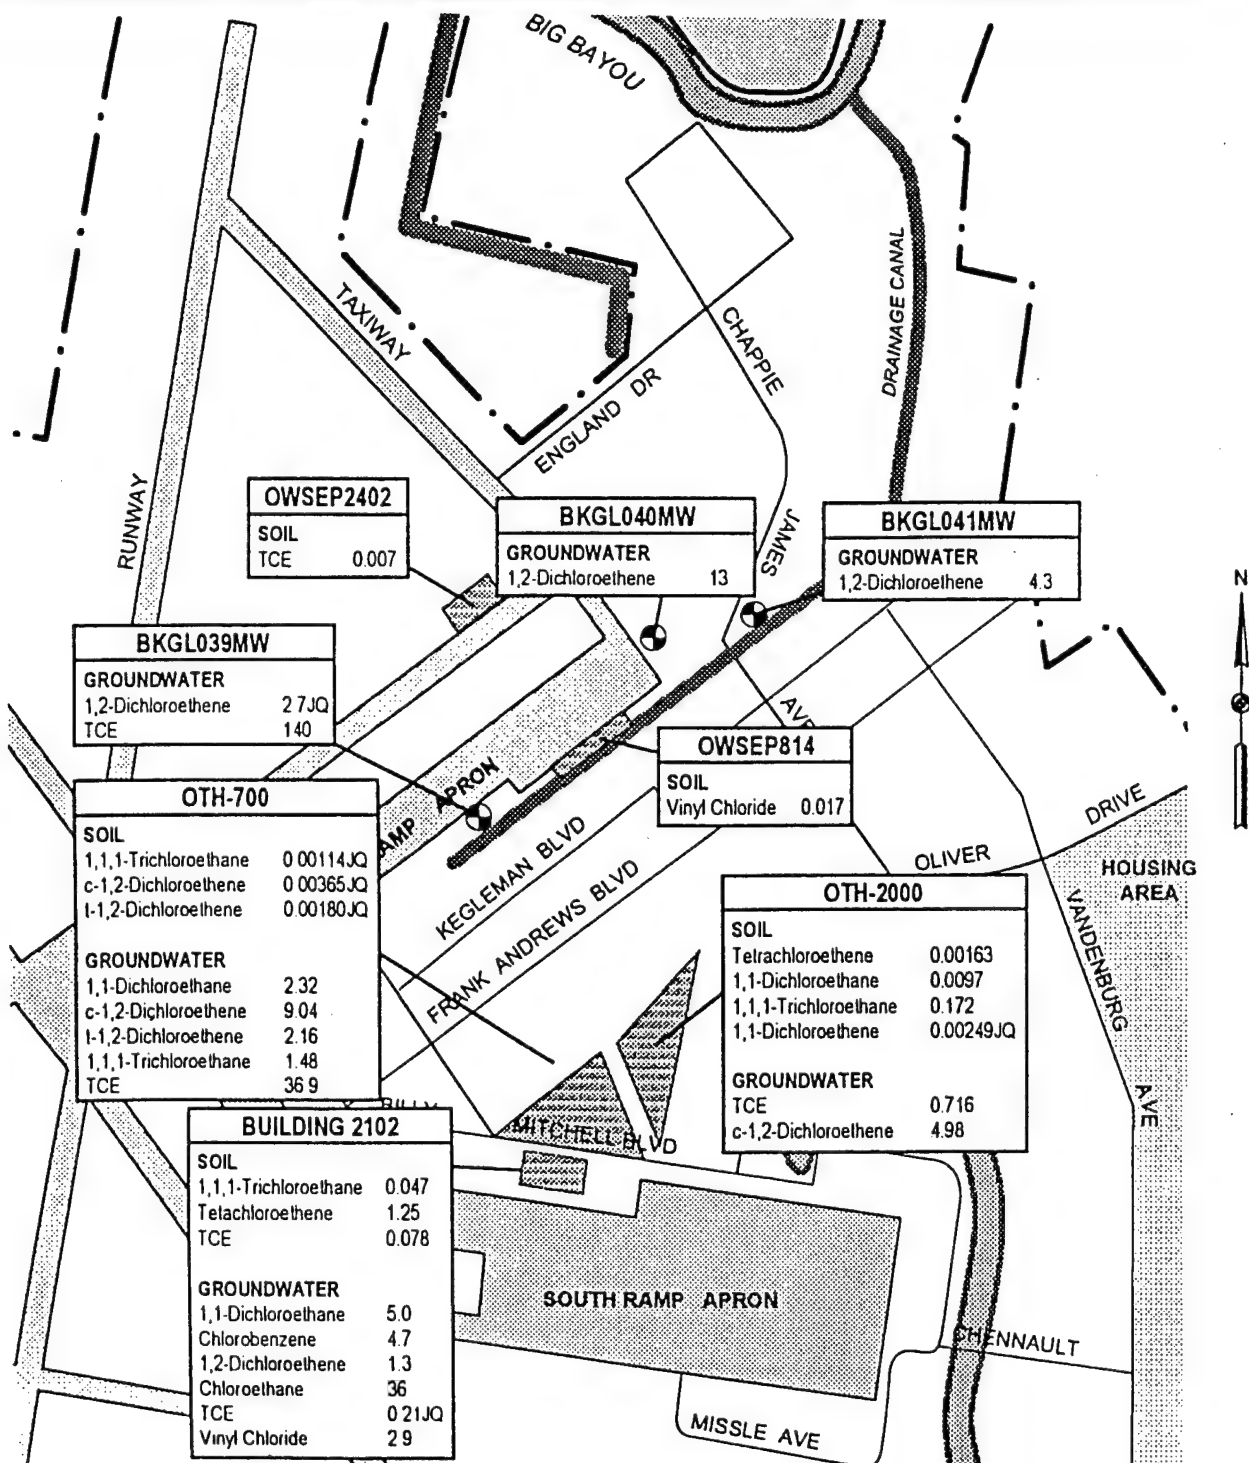 BIG BAYOU
DRAINAGE CANAL
TAXIWAY
CHAPPIE
ENGLAND DR
RUNWAY
JAMES
N
OWSEP2402
SOIL
TCE 0.007
BKGL040MW
GROUNDWATER
1,2-Dichloroethene 13
BKGL041MW
GROUNDWATER
1,2-Dichloroethene 4.3
BKGL039MW
GROUNDWATER
1,2-Dichloroethene 2 7JQ
TCE 140
AVE
OWSEP814
SOIL
Vinyl Chloride 0.017
AMP APRON
OTH-700
SOIL
1,1,1-Trichloroethane 0 00114JQ
c-1,2-Dichloroethene 0 00365JQ
t-1,2-Dichloroethene 0.00180JQ
GROUNDWATER
1,1-Dichloroethane 2.32
c-1,2-Dichloroethene 9.04
t-1,2-Dichloroethene 2.16
1,1,1-Trichloroethane 1.48
TCE 36 9
KEGLEMAN BLVD
FRANK ANDREWS BLVD
OLIVER
DRIVE
HOUSING
AREA
VANDENBURG
AVE
OTH-2000
SOIL
Tetrachloroethene 0.00163
1,1-Dichloroethane 0.0097
1,1,1-Trichloroethane 0.172
1,1-Dichloroethene 0.00249JQ
GROUNDWATER
TCE 0.716
c-1,2-Dichloroethene 4.98
BILLY
MITCHELL BLVD
BUILDING 2102
SOIL
1,1,1-Trichloroethane 0.047
Tetachloroethene 1.25
TCE 0.078
GROUNDWATER
1,1-Dichloroethane 5.0
Chlorobenzene 4.7
1,2-Dichloroethene 1.3
Chloroethane 36
TCE 0 21JQ
Vinyl Chloride 2 9
SOUTH RAMP APRON
CHENNAULT
MISSLE AVE